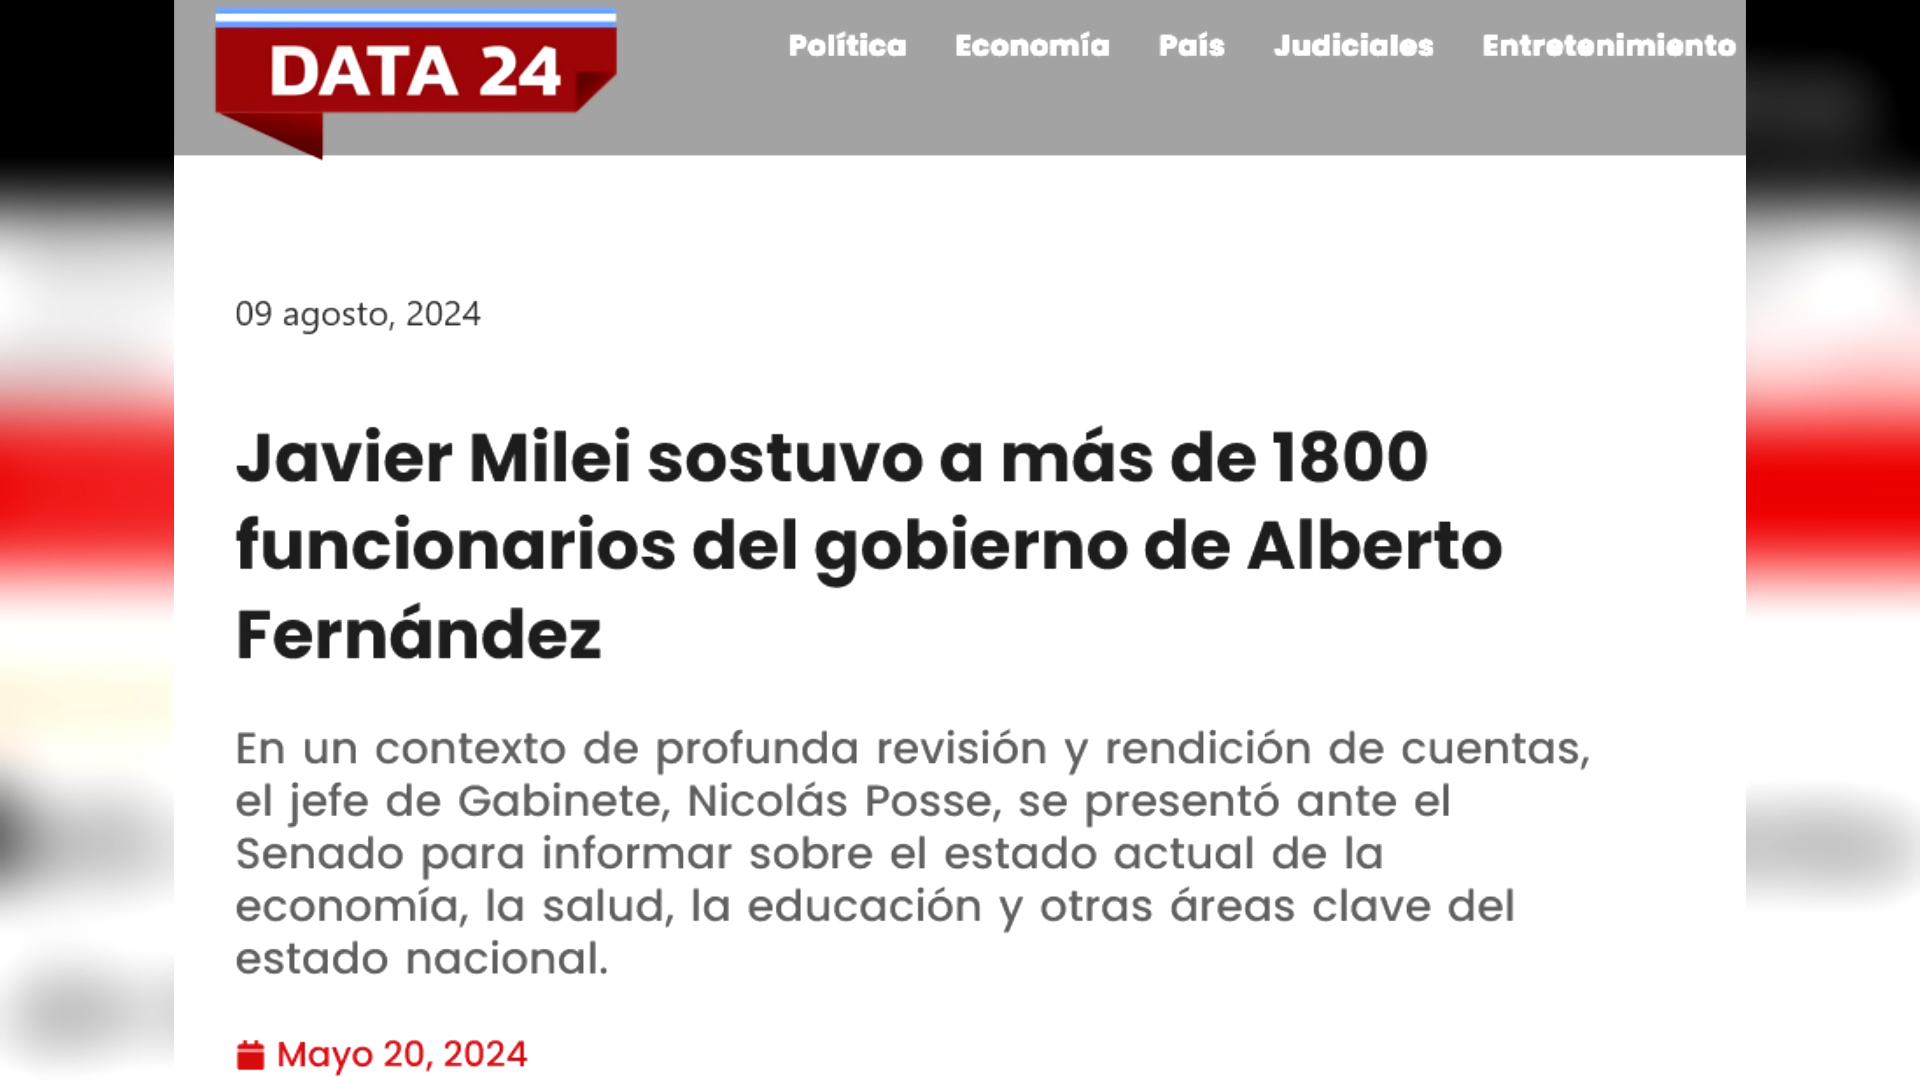 DATA 24
Política Economía País Judiciales Entretenimiento
09 agosto, 2024
Javier Milei sostuvo a más de 1800
funcionarios del gobierno de Alberto
Fernández
En un contexto de profunda revisión y rendición de cuentas,
el jefe de Gabinete, Nicolás Posse, se presentó ante el
Senado para informar sobre el estado actual de la
economía, la salud, la educación y otras áreas clave del
estado nacional.
Mayo 20, 2024